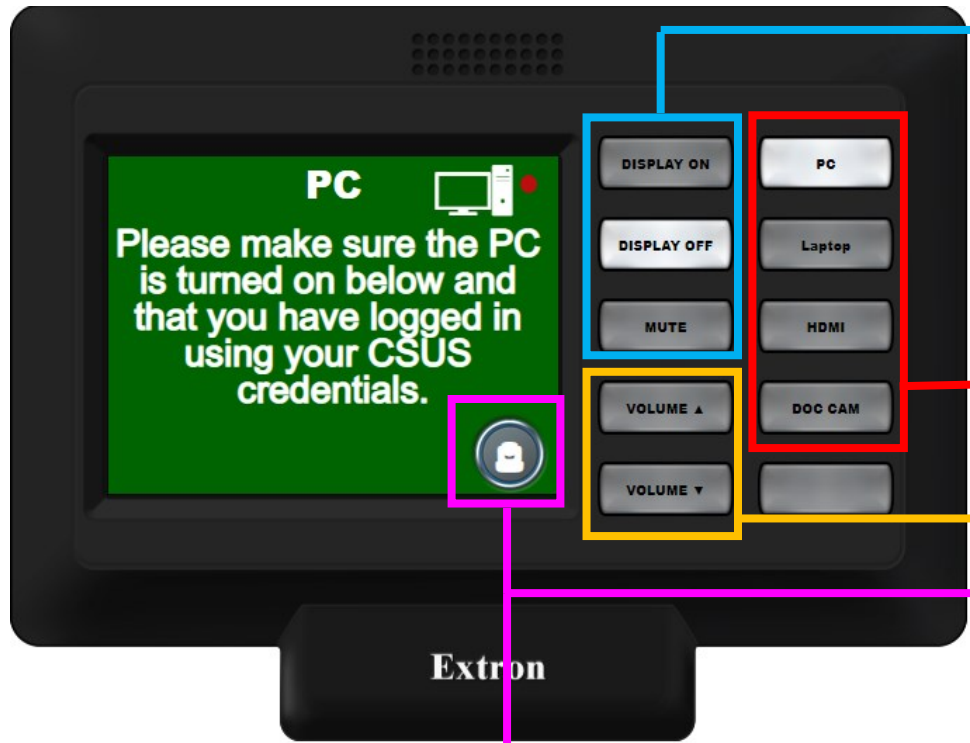 PC
Please make sure the PC
is turned on below and
that you have logged in
using your CSUS
credentials.
DISPLAY ON
DISPLAY OFF
MUTE
VOLUME ▲
VOLUME ▼
PC
Laptop
HDMI
DOC CAM
Extron